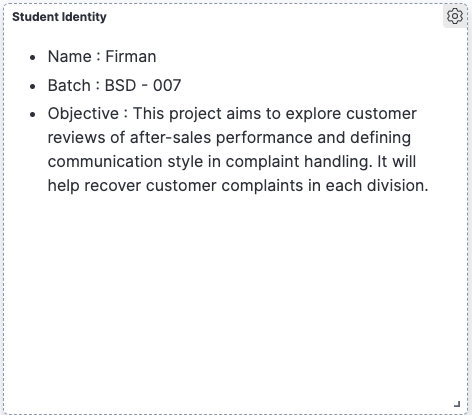 Student Identity
• Name : Firman
• Batch : BSD - 007
• Objective : This project aims to explore customer
reviews of after-sales performance and defining
communication style in complaint handling. It will
help recover customer complaints in each division.